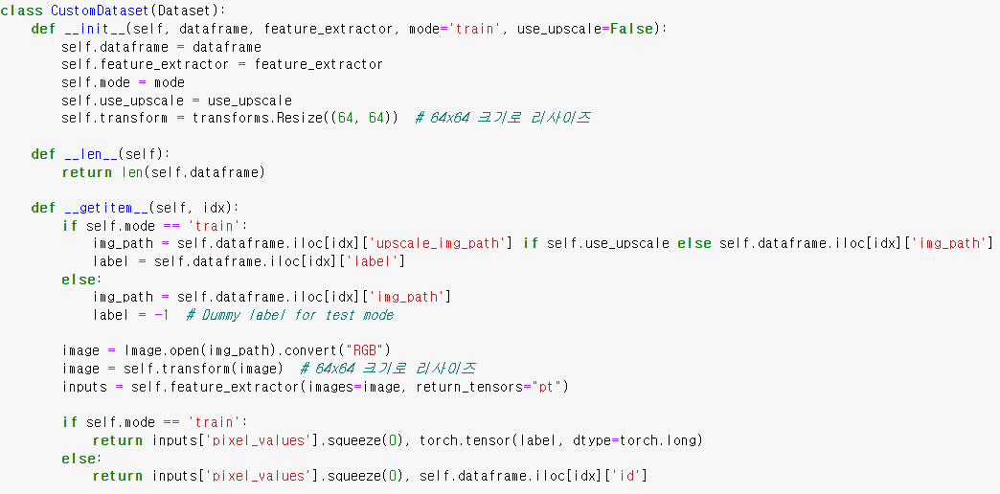 class CustomDataset(Dataset):
    def __init__(self, dataframe, feature_extractor, mode='train', use_upscale=False):
        self.dataframe = dataframe
        self.feature_extractor = feature_extractor
        self.mode = mode
        self.use_upscale = use_upscale
        self.transform = transforms.Resize((64, 64))  # 64x64 크기로 리사이즈

    def __len__(self):
        return len(self.dataframe)

    def __getitem__(self, idx):
        if self.mode == 'train':
            img_path = self.dataframe.iloc[idx]['upscale_img_path'] if self.use_upscale else self.dataframe.iloc[idx]['img_path']
            label = self.dataframe.iloc[idx]['label']
        else:
            img_path = self.dataframe.iloc[idx]['img_path']
            label = -1  # Dummy label for test mode

        image = Image.open(img_path).convert("RGB")
        image = self.transform(image)  # 64x64 크기로 리사이즈
        inputs = self.feature_extractor(images=image, return_tensors="pt")

        if self.mode == 'train':
            return inputs['pixel_values'].squeeze(0), torch.tensor(label, dtype=torch.long)
        else:
            return inputs['pixel_values'].squeeze(0), self.dataframe.iloc[idx]['id']